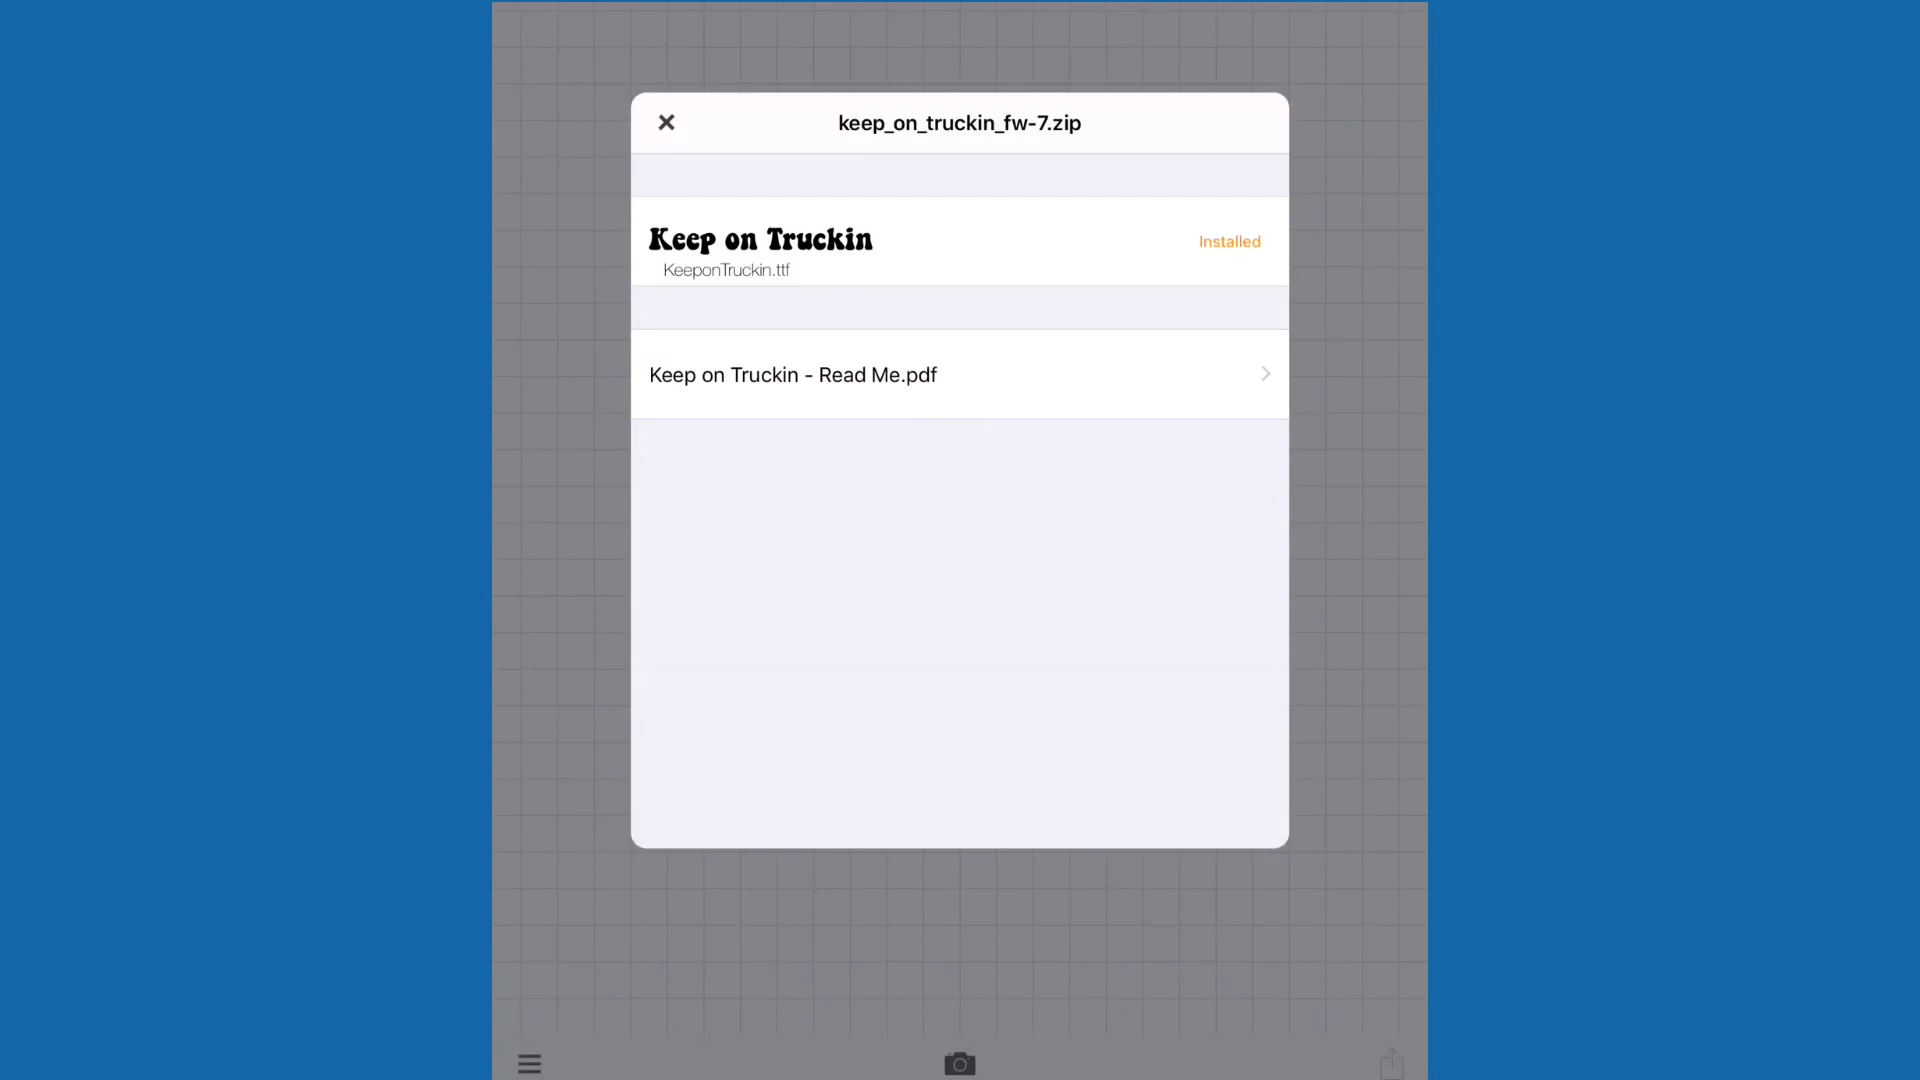 keep_on_truckin_fw-7.zip
Keep on Truckin
Installed
KeeponTruckin.ttf
Keep on Truckin - Read Me.pdf